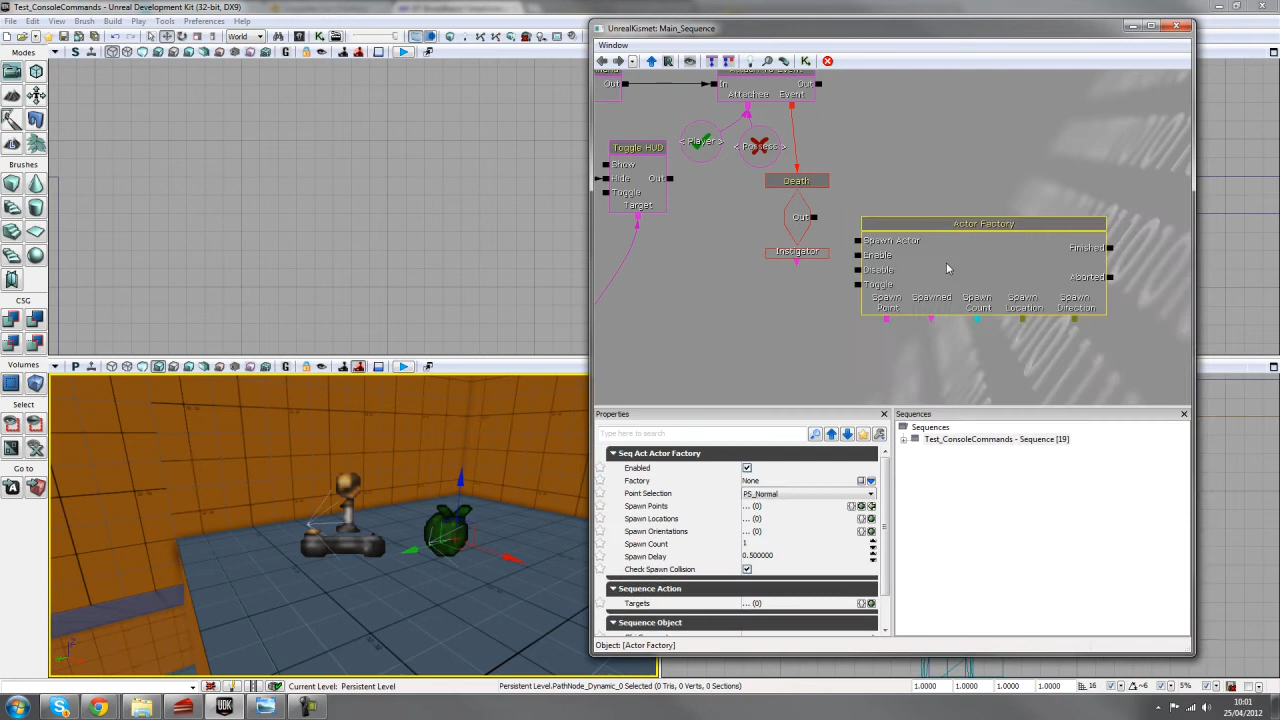 Test_ConsoleCommands - Unreal Development Kit (32-bit, DX9)
File Edit View Brush Build Play Tools Preferences Help
World
Modes
Brushes
CSG
Volumes
Select
Go to
S
G
P
G
UnrealKismet: Main_Sequence
Window
Out
In
Out
Attachee
Event
< Player >
< Possess >
Toggle HUD
Show
Hide
Out
Toggle
Target
Death
Out
Instigator
Actor Factory
Spawn Actor
Finished
Enable
Disable
Aborted
Toggle
Spawn Point
Spawned
Spawn Count
Spawn Location
Spawn Direction
Properties
Type here to search
Seq Act Actor Factory
Enabled
Factory None
Point Selection PS_Normal
Spawn Points ... (0)
Spawn Locations ... (0)
Spawn Orientations ... (0)
Spawn Count 1
Spawn Delay 0.500000
Check Spawn Collision
Sequence Action
Targets ... (0)
Sequence Object
Object: [Actor Factory]
Sequences
Sequences
Test_ConsoleCommands - Sequence [19]
Current Level: Persistent Level
Persistent Level.PathNode_Dynamic_0 Selected (0 Tris, 0 Verts, 0 Sections)
1.0000 1.0000 1.0000 1.0000
16
~6
5%
10:01
25/04/2012